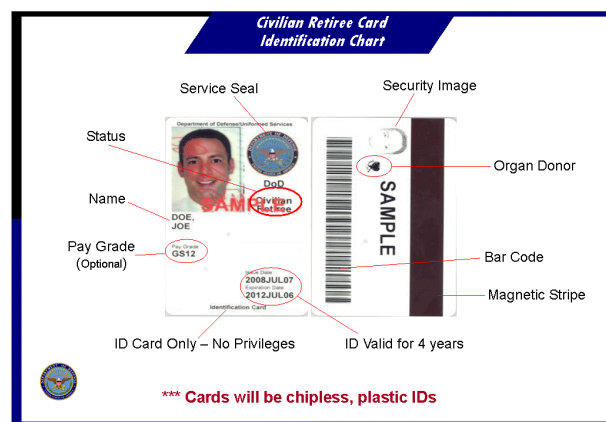 Civilian Retiree Card
Identification Chart
Service Seal
Security Image
Status
Organ Donor
Name
Pay Grade
(Optional)
Bar Code
Magnetic Stripe
ID Card Only – No Privileges
ID Valid for 4 years
Department of Defense/Uniformed Services
DoD
Civilian
Retiree
SAMPLE
DOE,
JOE
Pay Grade
GS12
Issue Date
2008JUL07
Expiration Date
2012JUL06
Identification Card
SAMPLE
*** Cards will be chipless, plastic IDs